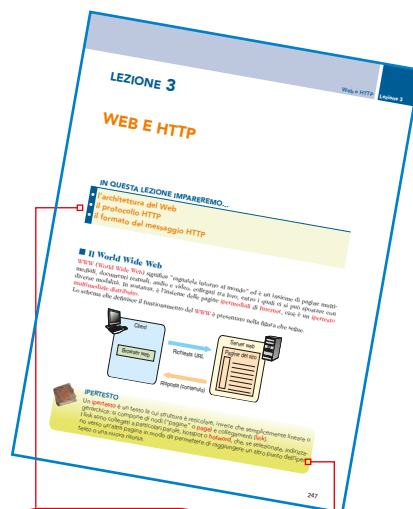 Web e HTTP
Lezione 3
LEZIONE 3
WEB E HTTP
IN QUESTA LEZIONE IMPAREREMO...
• l'architettura del Web
• il protocollo HTTP
• il formato del messaggio HTTP
■ Il World Wide Web
WWW (World Wide Web) significa "ragnatela intorno al mondo" ed è un insieme di pagine multi-
mediali, documenti testuali, audio e video, collegati tra loro, entro i quali ci si può spostare con
diverse modalità. In sostanza, è l'insieme delle pagine ipermediali di Internet, cioè è un ipertesto
multimediale distribuito.
Lo schema che definisce il funzionamento del WWW è presentato nella figura che segue.
Client
Browser web
Richiesta URL
Risposta (contenuto)
Server web
Pagine del sito
IPERTESTO
Un ipertesto è un testo la cui struttura è reticolare, invece che semplicemente lineare o
gerarchico: si compone di nodi ("pagine" o page) e collegamenti (link).
I link sono collegati a particolari parole, hotspot o hotword, che, se selezionate, indirizza-
no verso un'altra pagina in modo da permettere di raggiungere un altro punto dell'iper-
testo o una nuova risorsa.
247